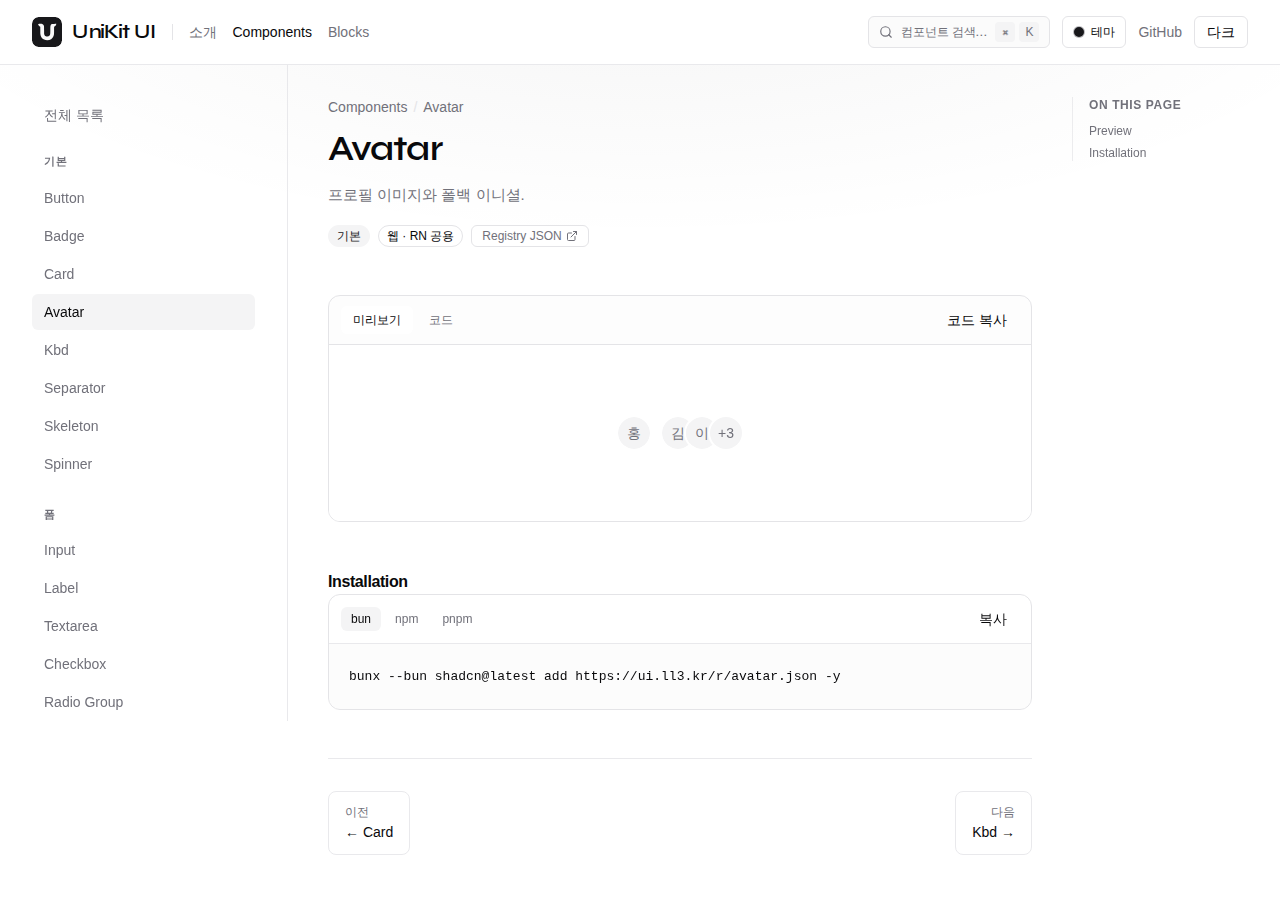 UniKit UI
소개 Components Blocks
컴포넌트 검색… ⌘ K
테마
GitHub
다크
전체 목록
기본
Button
Badge
Card
Avatar
Kbd
Separator
Skeleton
Spinner
폼
Input
Label
Textarea
Checkbox
Radio Group
Components / Avatar
Avatar
프로필 이미지와 폴백 이니셜.
기본 웹 · RN 공용 Registry JSON
미리보기 코드 코드 복사
홍 김 이 +3
Installation
bun npm pnpm 복사
bunx --bun shadcn@latest add https://ui.ll3.kr/r/avatar.json -y
이전
← Card
다음
Kbd →
ON THIS PAGE
Preview
Installation